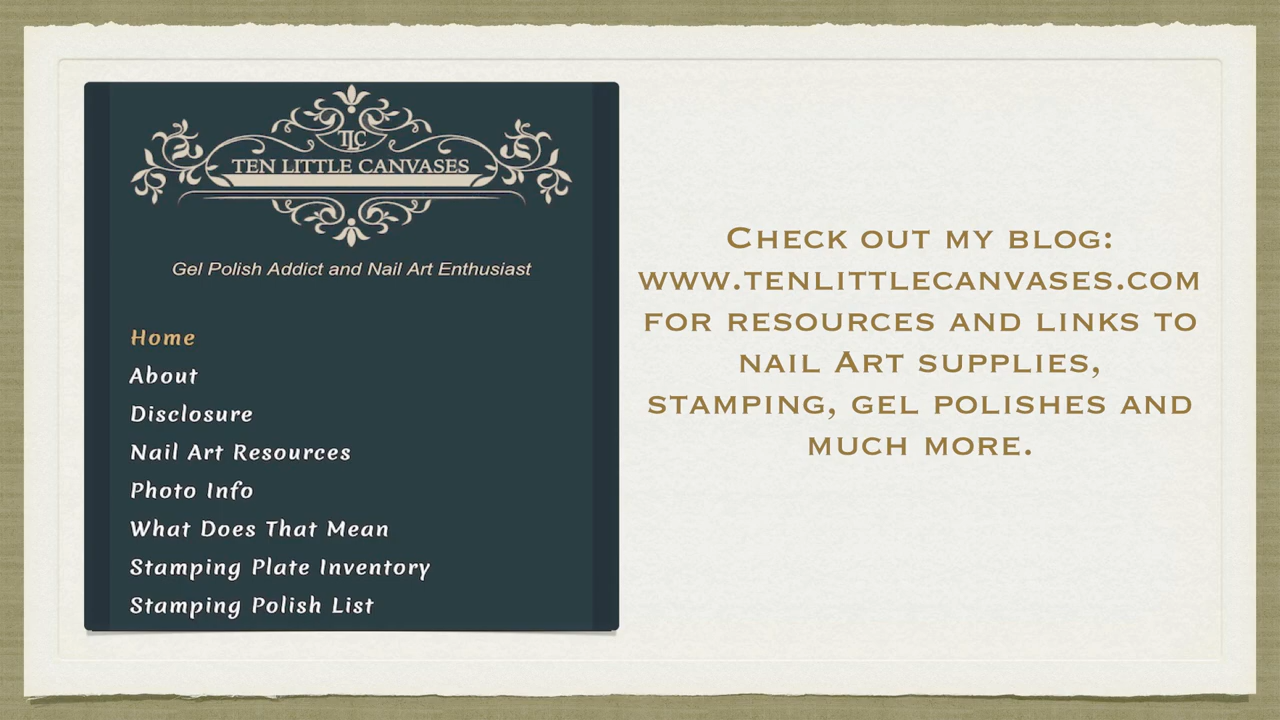 TLC
TEN LITTLE CANVASES
Gel Polish Addict and Nail Art Enthusiast
Home
About
Disclosure
Nail Art Resources
Photo Info
What Does That Mean
Stamping Plate Inventory
Stamping Polish List
Check out my blog:
www.tenlittlecanvases.com
for resources and links to
nail Art supplies,
stamping, gel polishes and
much more.